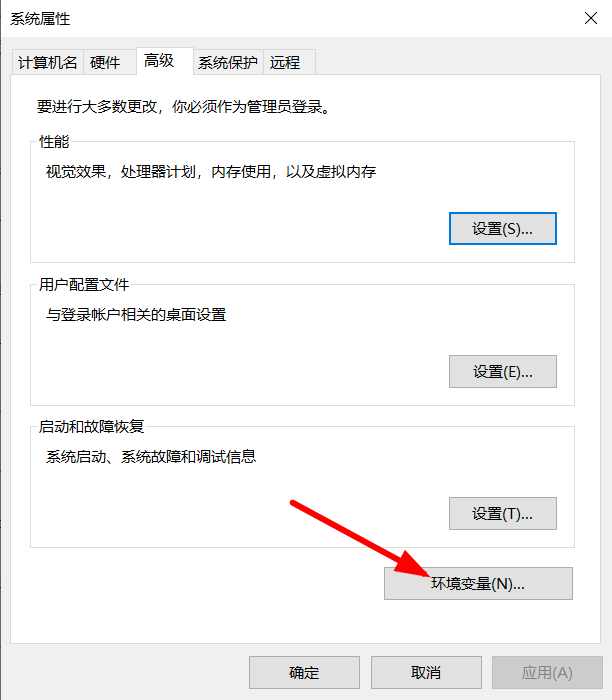 系统属性
计算机名 硬件 高级 系统保护 远程
要进行大多数更改，你必须作为管理员登录。
性能
视觉效果，处理器计划，内存使用，以及虚拟内存
设置(S)...
用户配置文件
与登录帐户相关的桌面设置
设置(E)...
启动和故障恢复
系统启动、系统故障和调试信息
设置(T)...
环境变量(N)...
确定 取消 应用(A)